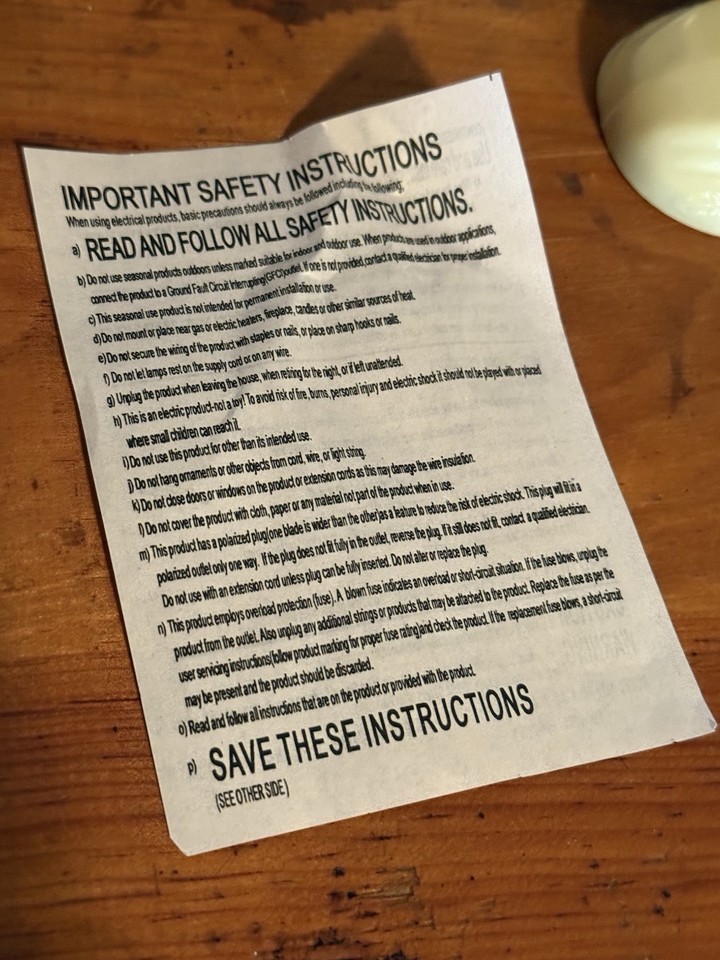 IMPORTANT SAFETY INSTRUCTIONS
When using electrical products, basic precautions should always be followed including the following:
a) READ AND FOLLOW ALL SAFETY INSTRUCTIONS.
b) Do not use seasonal products outdoors unless marked suitable for indoor and outdoor use. When products are used in outdoor applications,
connect the product to a Ground Fault Circuit Interrupting(GFCI)outlet. If one is not provided,contact a qualified electrician for proper installation.
c) This seasonal use product is not intended for permanent installation or use.
d) Do not mount or place near gas or electric heaters, fireplace, candles or other similar sources of heat.
e) Do not secure the wiring of the product with staples or nails, or place on sharp hooks or nails.
f) Do not let lamps rest on the supply cord or on any wire.
g) Unplug the product when leaving the house, when retiring for the night, or if left unattended.
h) This is an electric product-not a toy! To avoid risk of fire, burns, personal injury and electric shock it should not be played with or placed
where small children can reach it.
i) Do not use this product for other than its intended use.
j) Do not hang ornaments or other objects from cord, wire, or light string.
k) Do not close doors or windows on the product or extension cords as this may damage the wire insulation.
l) Do not cover the product with cloth, paper or any material not part of the product when in use.
m) This product has a polarized plug(one blade is wider than the other)as a feature to reduce the risk of electric shock. This plug will fit in a
polarized outlet only one way. If the plug does not fit fully in the outlet, reverse the plug. If it still does not fit, contact a qualified electrician.
Do not use with an extension cord unless plug can be fully inserted. Do not alter or replace the plug.
n) This product employs overload protection (fuse). A blown fuse indicates an overload or short-circuit situation. If the fuse blows, unplug the
product from the outlet. Also unplug any additional strings or products that may be attached to the product. Replace the fuse as per the
user servicing instructions(follow product marking for proper fuse rating)and check the product. If the replacement fuse blows, a short-circuit
may be present and the product should be discarded.
o) Read and follow all instructions that are on the product or provided with the product.
p) SAVE THESE INSTRUCTIONS
(SEE OTHER SIDE)